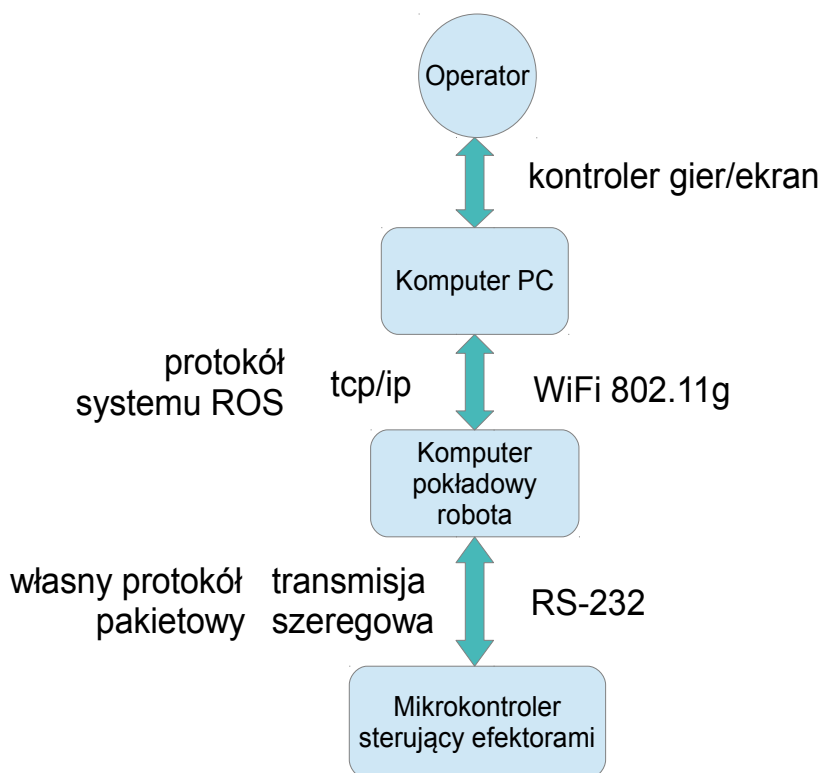 Operator
kontroler gier/ekran
Komputer PC
protokół
systemu ROS
tcp/ip
WiFi 802.11g
Komputer
pokładowy
robota
własny protokół
pakietowy
transmisja
szeregowa
RS-232
Mikrokontroler
sterujący efektorami